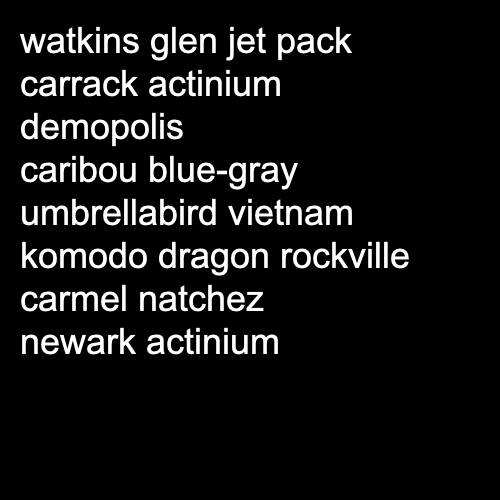 watkins glen jet pack
carrack actinium
demopolis
caribou blue-gray
umbrellabird vietnam
komodo dragon rockville
carmel natchez
newark actinium